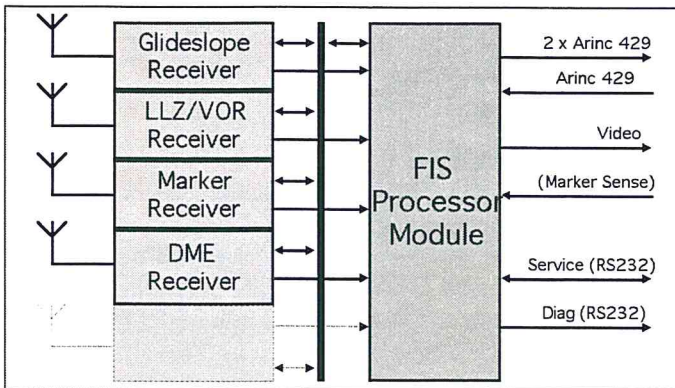 Glideslope
Receiver
LLZ/VOR
Receiver
Marker
Receiver
DME
Receiver
FIS
Processor
Module
2 x Arinc 429
Arinc 429
Video
(Marker Sense)
Service (RS232)
Diag (RS232)